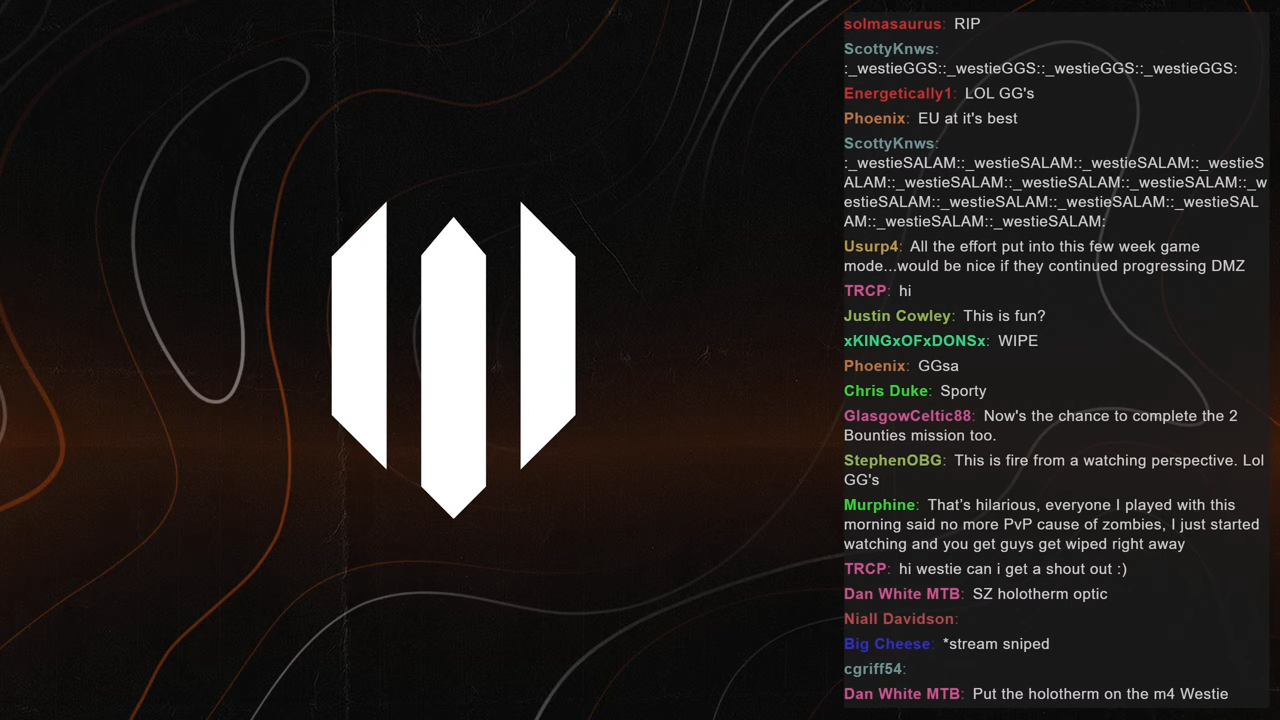 solmasaurus: RIP
ScottyKnws:
:_westieGGS::_westieGGS::_westieGGS::_westieGGS:
Energetically1: LOL GG's
Phoenix: EU at it's best
ScottyKnws:
:_westieSALAM::_westieSALAM::_westieSALAM::_westieS
ALAM::_westieSALAM::_westieSALAM::_westieSALAM::_w
estieSALAM::_westieSALAM::_westieSALAM::_westieSAL
AM::_westieSALAM::_westieSALAM:
Usurp4: All the effort put into this few week game
mode...would be nice if they continued progressing DMZ
TRCP: hi
Justin Cowley: This is fun?
xKINGxOFxDONSx: WIPE
Phoenix: GGsa
Chris Duke: Sporty
GlasgowCeltic88: Now's the chance to complete the 2
Bounties mission too.
StephenOBG: This is fire from a watching perspective. Lol
GG's
Murphine: That’s hilarious, everyone I played with this
morning said no more PvP cause of zombies, I just started
watching and you get guys get wiped right away
TRCP: hi westie can i get a shout out :)
Dan White MTB: SZ holotherm optic
Niall Davidson:
Big Cheese: *stream sniped
cgriff54:
Dan White MTB: Put the holotherm on the m4 Westie